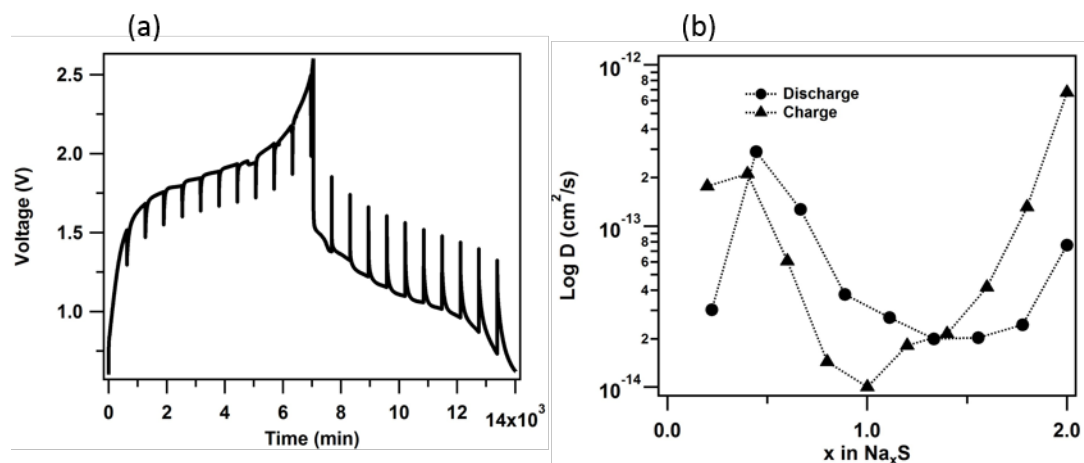 (a)
(b)
2.5
2.0
1.5
1.0
Voltage (V)
0
2
4
6
8
10
12
14x10³
Time (min)
10⁻¹²
8
6
4
2
10⁻¹³
8
6
4
2
10⁻¹⁴
Log D (cm²/s)
Discharge
Charge
0.0
1.0
2.0
x in NaₓS